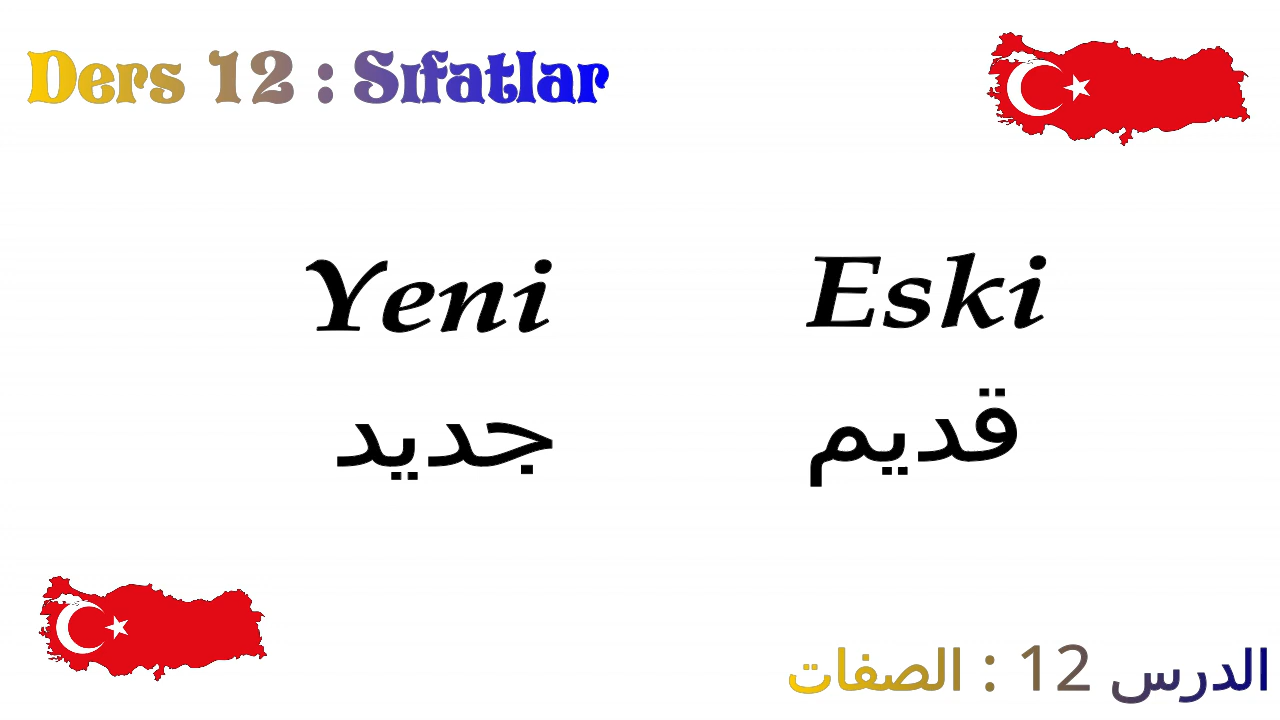 Ders 12 : Sıfatlar
Yeni
Eski
جديد
قديم
الدرس 12 : الصفات